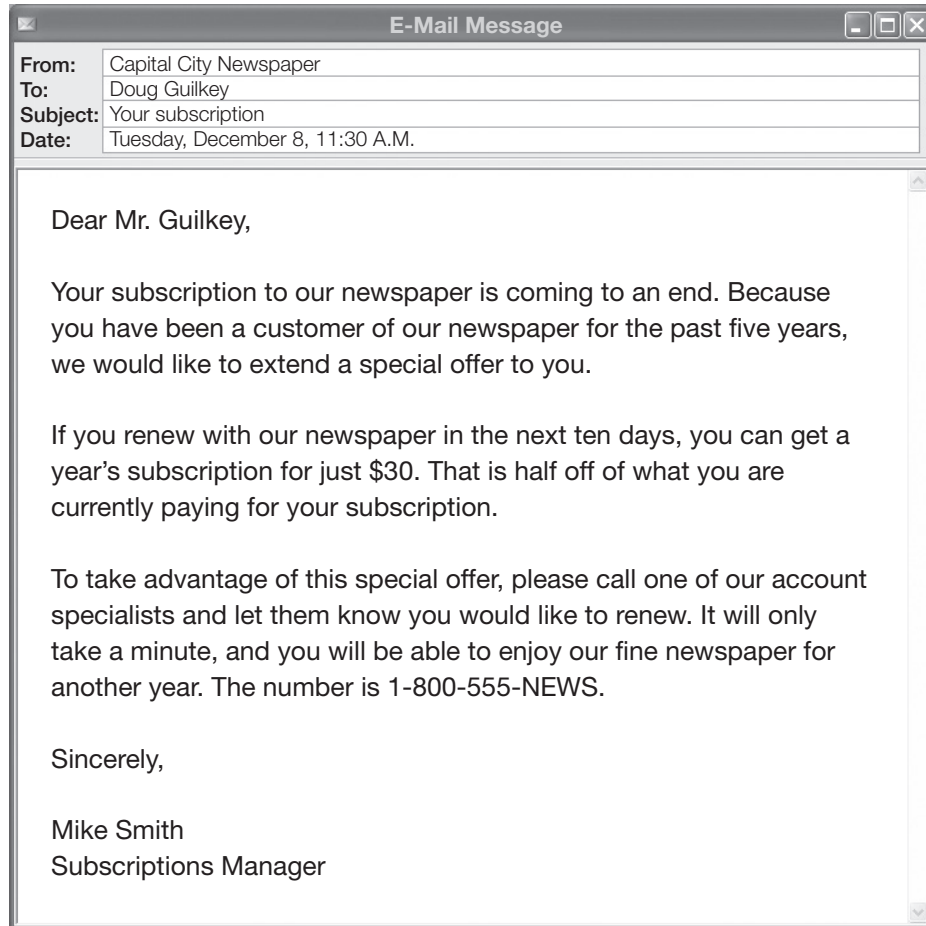 E-Mail Message
From: Capital City Newspaper
To: Doug Guilkey
Subject: Your subscription
Date: Tuesday, December 8, 11:30 A.M.
Dear Mr. Guilkey,
Your subscription to our newspaper is coming to an end. Because
you have been a customer of our newspaper for the past five years,
we would like to extend a special offer to you.
If you renew with our newspaper in the next ten days, you can get a
year’s subscription for just $30. That is half off of what you are
currently paying for your subscription.
To take advantage of this special offer, please call one of our account
specialists and let them know you would like to renew. It will only
take a minute, and you will be able to enjoy our fine newspaper for
another year. The number is 1-800-555-NEWS.
Sincerely,
Mike Smith
Subscriptions Manager